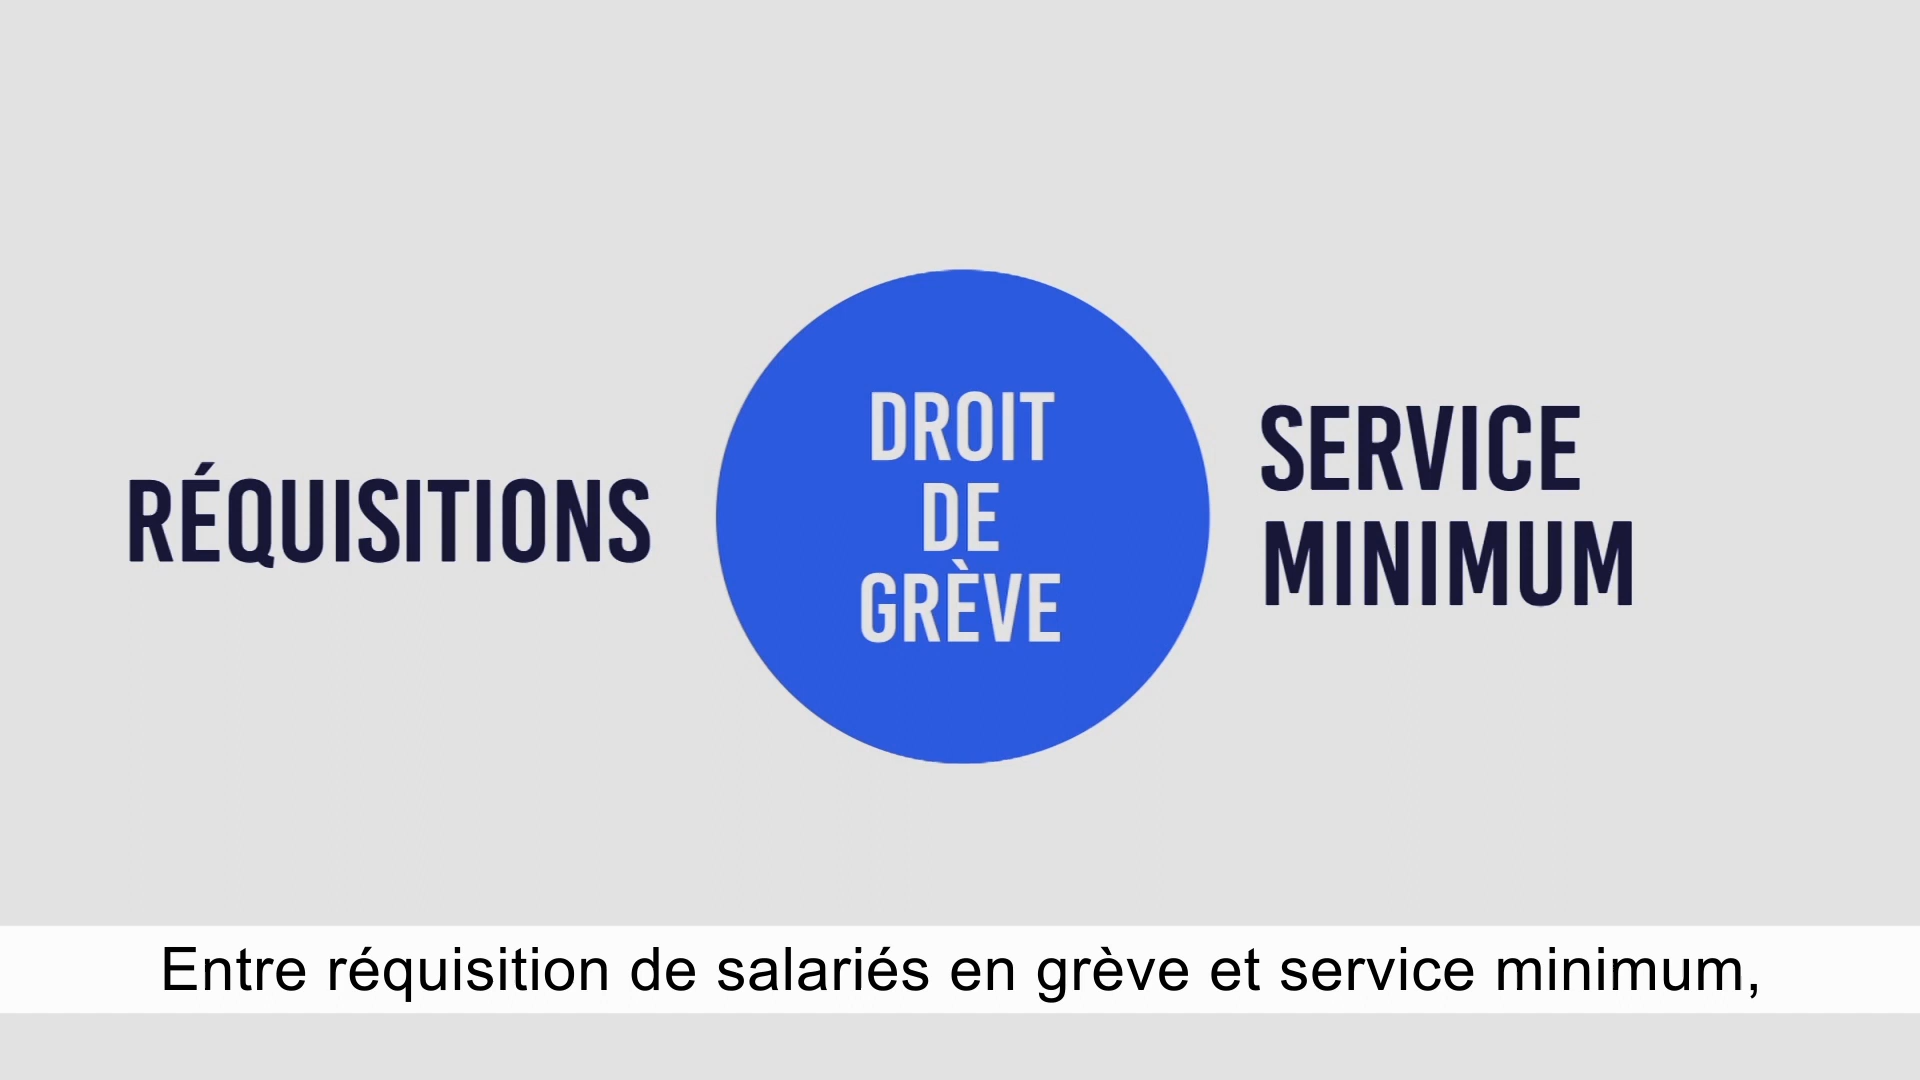 RÉQUISITIONS
DROIT
DE
GRÈVE
SERVICE
MINIMUM
Entre réquisition de salariés en grève et service minimum,